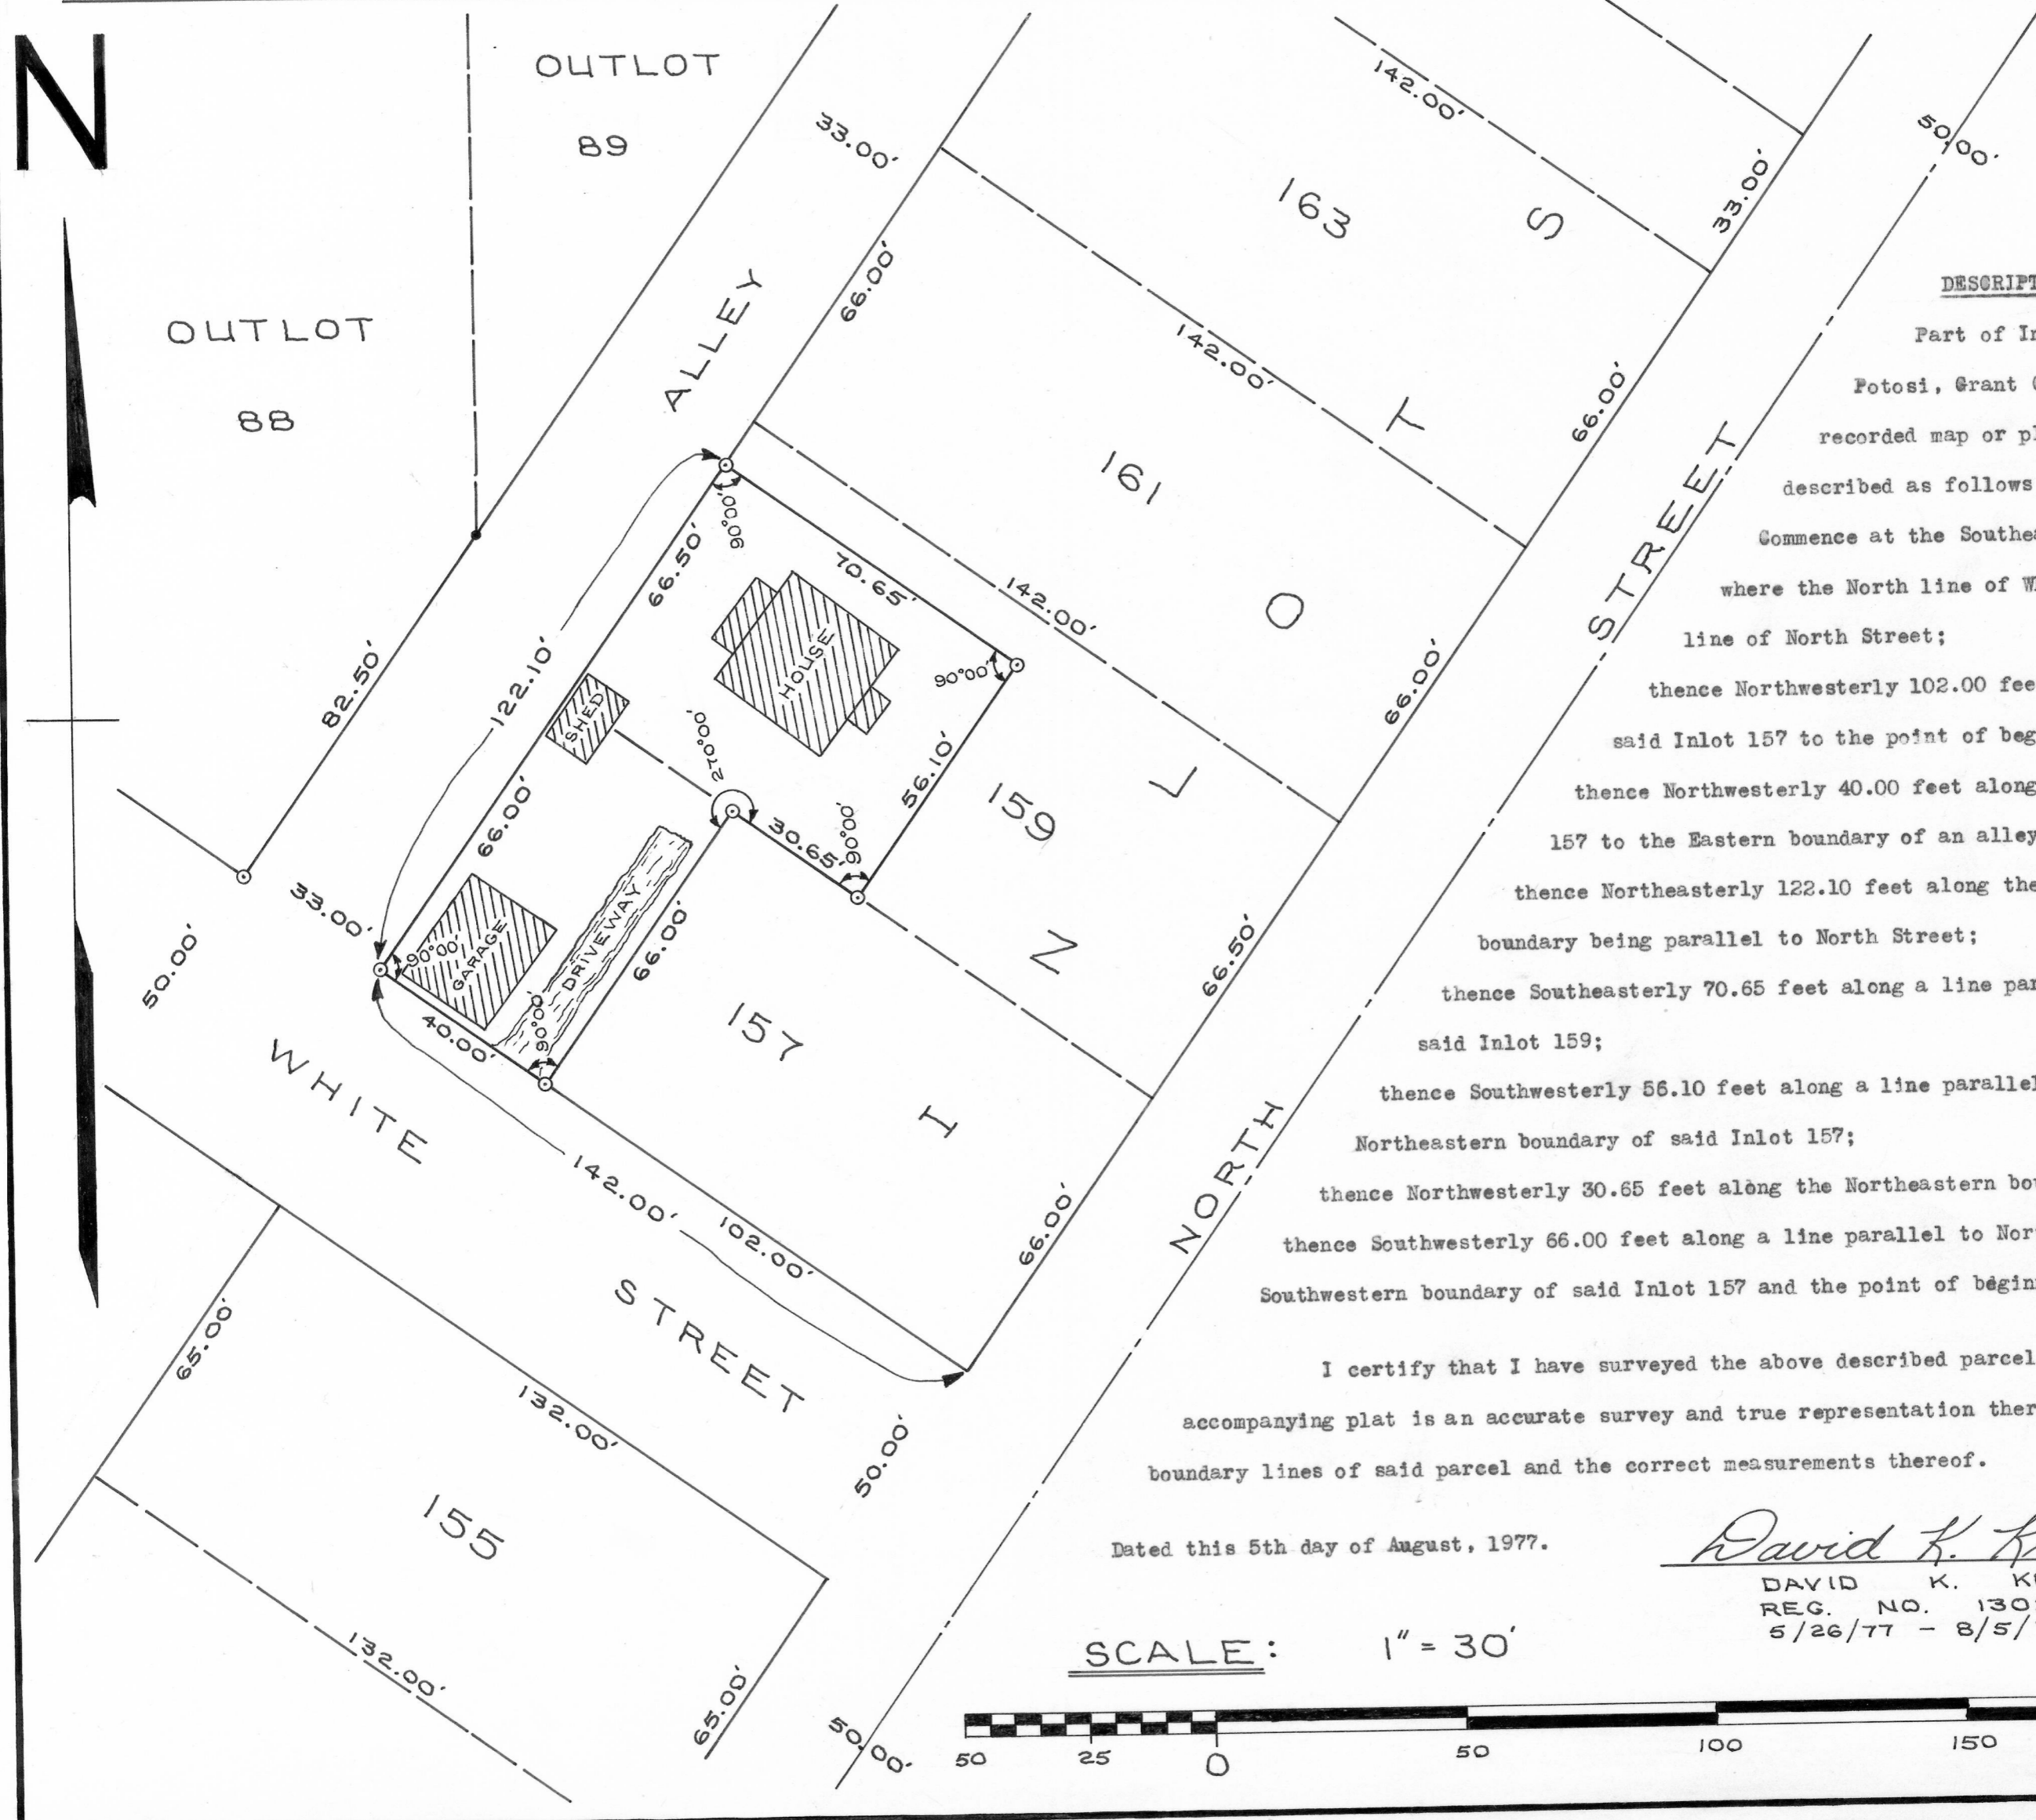 N
OUTLOT
89
OUTLOT
88
33.00'
142.00'
50.00'
163
33.00'
66.00'
ALLEY
142.00'
66.00'
161
S
T
O
L
N
I
STREET
NORTH
90°00'
66.50'
70.65'
142.00'
HOUSE
90°00'
66.00'
122.10'
82.50'
SHED
270°00'
56.10'
159
66.00'
30.65'
90°00'
66.50'
33.00'
90°00'
GARAGE
DRIVEWAY
66.00'
50.00'
40.00'
90°00'
157
WHITE
142.00'
102.00'
66.00'
STREET
65.00'
132.00'
50.00'
155
132.00'
65.00'
50.00'
DESCRIPT
Part of In
Potosi, Grant
recorded map or pl
described as follows
Commence at the Southea
where the North line of W
line of North Street;
thence Northwesterly 102.00 fee
said Inlot 157 to the point of beg
thence Northwesterly 40.00 feet along
157 to the Eastern boundary of an alley
thence Northeasterly 122.10 feet along the
boundary being parallel to North Street;
thence Southeasterly 70.65 feet along a line par
said Inlot 159;
thence Southwesterly 56.10 feet along a line parallel
Northeastern boundary of said Inlot 157;
thence Northwesterly 30.65 feet along the Northeastern bou
thence Southwesterly 66.00 feet along a line parallel to Nor
Southwestern boundary of said Inlot 157 and the point of begin
I certify that I have surveyed the above described parcel
accompanying plat is an accurate survey and true representation ther
boundary lines of said parcel and the correct measurements thereof.
Dated this 5th day of August, 1977.
David K.
DAVID K.
REG. NO. 130
5/26/77 - 8/5/
SCALE: 1" = 30'
50 25 0 50 100 150